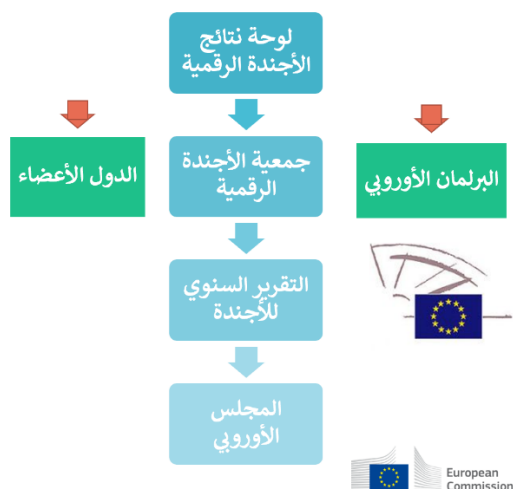 لوحة نتائج
الأجندة الرقمية
الدول الأعضاء
جمعية الأجندة
الرقمية
البرلمان الأوروبي
التقرير السنوي
للأجندة
المجلس
الأوروبي
European
Commission